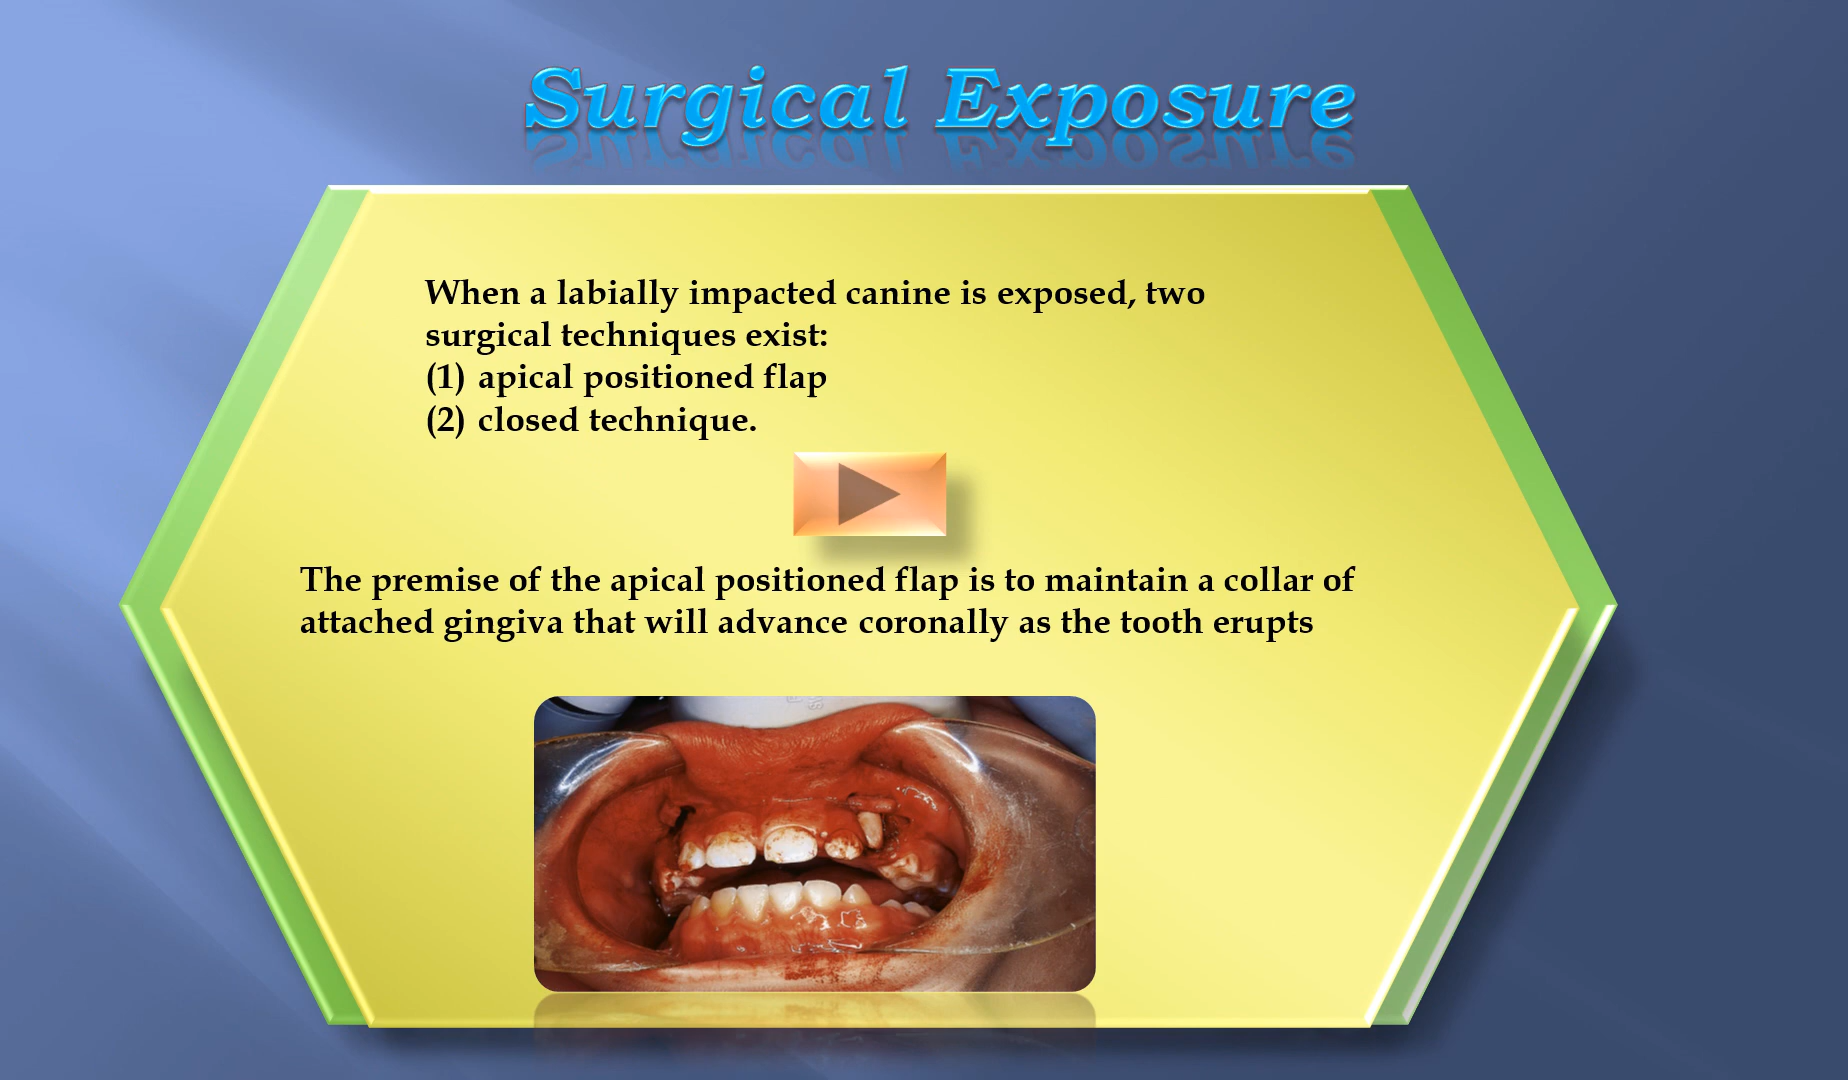 Surgical Exposure
When a labially impacted canine is exposed, two
surgical techniques exist:
(1) apical positioned flap
(2) closed technique.
The premise of the apical positioned flap is to maintain a collar of
attached gingiva that will advance coronally as the tooth erupts